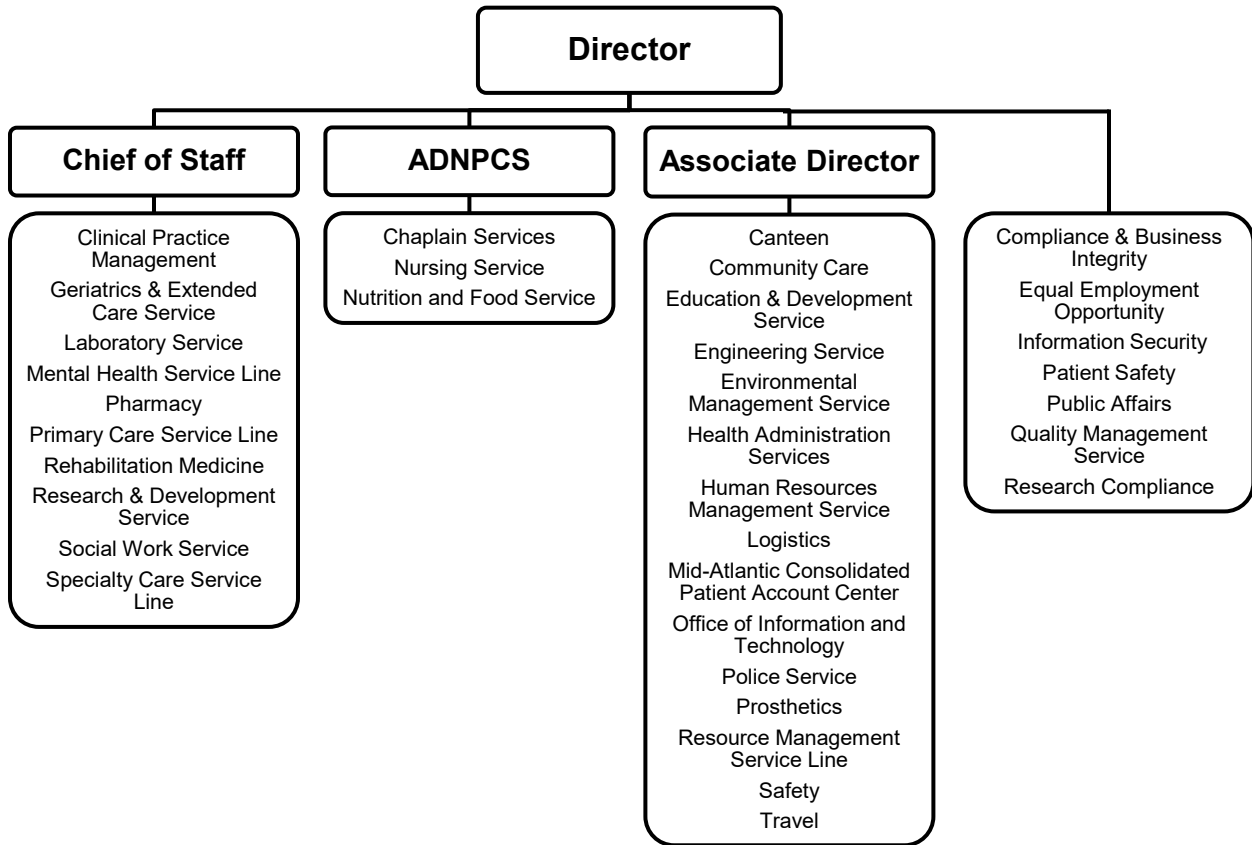 Director
Chief of Staff
ADNPCS
Associate Director
Clinical Practice
Management
Geriatrics & Extended
Care Service
Laboratory Service
Mental Health Service Line
Pharmacy
Primary Care Service Line
Rehabilitation Medicine
Research & Development
Service
Social Work Service
Specialty Care Service
Line
Chaplain Services
Nursing Service
Nutrition and Food Service
Canteen
Community Care
Education & Development
Service
Engineering Service
Environmental
Management Service
Health Administration
Services
Human Resources
Management Service
Logistics
Mid-Atlantic Consolidated
Patient Account Center
Office of Information and
Technology
Police Service
Prosthetics
Resource Management
Service Line
Safety
Travel
Compliance & Business
Integrity
Equal Employment
Opportunity
Information Security
Patient Safety
Public Affairs
Quality Management
Service
Research Compliance